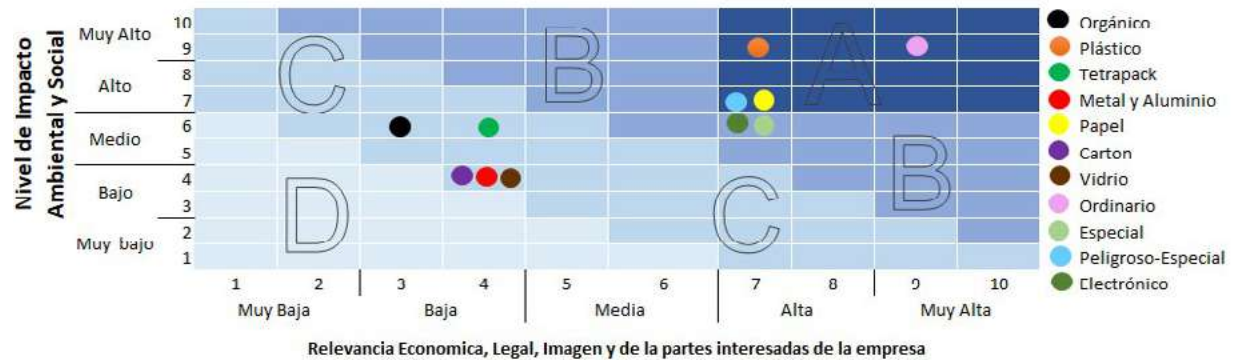 Nivel de Impacto
Ambiental y Social
Muy Alto
Alto
Medio
Bajo
Muy bajo
10
9
8
7
6
5
4
3
2
1
C
B
A
D
C
B
1 2 3 4 5 6 7 8 9 10
Muy Baja Baja Media Alta Muy Alta
Relevancia Economica, Legal, Imagen y de la partes interesadas de la empresa
Orgánico
Plástico
Tetrapack
Metal y Aluminio
Papel
Carton
Vidrio
Ordinario
Especial
Peligroso-Especial
Electrónico